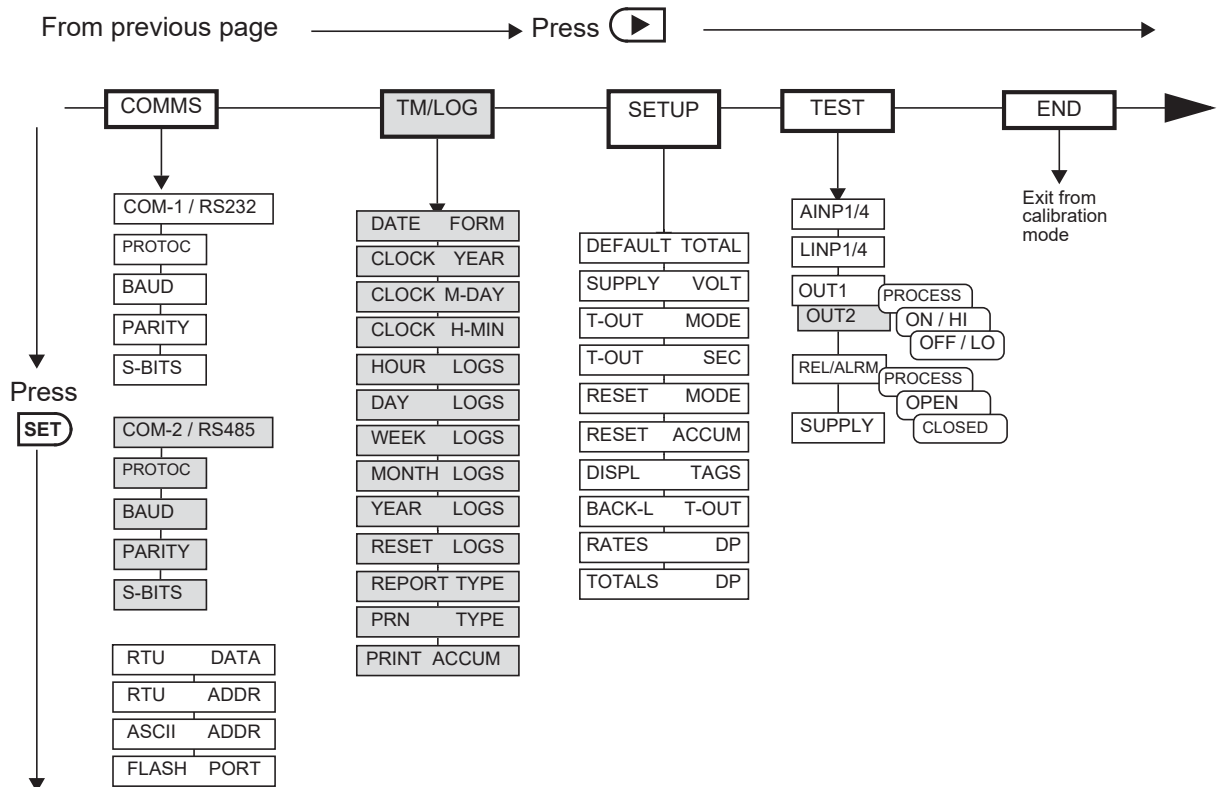 From previous page
Press
COMMS
TM/LOG
SETUP
TEST
END
Press
SET
COM-1 / RS232
PROTOC
BAUD
PARITY
S-BITS
COM-2 / RS485
PROTOC
BAUD
PARITY
S-BITS
RTU DATA
RTU ADDR
ASCII ADDR
FLASH PORT
DATE FORM
CLOCK YEAR
CLOCK M-DAY
CLOCK H-MIN
HOUR LOGS
DAY LOGS
WEEK LOGS
MONTH LOGS
YEAR LOGS
RESET LOGS
REPORT TYPE
PRN TYPE
PRINT ACCUM
DEFAULT TOTAL
SUPPLY VOLT
T-OUT MODE
T-OUT SEC
RESET MODE
RESET ACCUM
DISPL TAGS
BACK-L T-OUT
RATES DP
TOTALS DP
AINP1/4
LINP1/4
OUT1
OUT2
PROCESS
ON / HI
OFF / LO
REL/ALRM
PROCESS
OPEN
CLOSED
SUPPLY
Exit from
calibration
mode